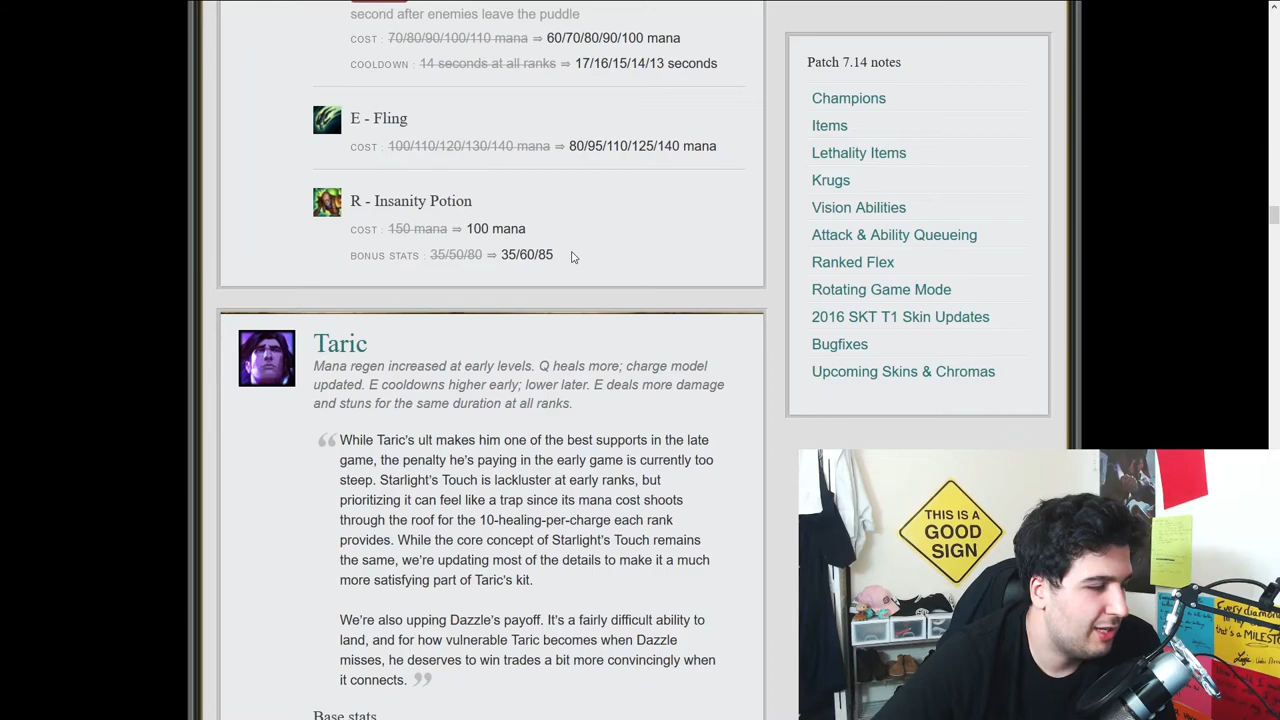 second after enemies leave the puddle
COST : 70/80/90/100/110 mana ⇒ 60/70/80/90/100 mana
COOLDOWN : 14 seconds at all ranks ⇒ 17/16/15/14/13 seconds
E - Fling
COST : 100/110/120/130/140 mana ⇒ 80/95/110/125/140 mana
R - Insanity Potion
COST : 150 mana ⇒ 100 mana
BONUS STATS : 35/50/80 ⇒ 35/60/85
Taric
Mana regen increased at early levels. Q heals more; charge model
updated. E cooldowns higher early; lower later. E deals more damage
and stuns for the same duration at all ranks.
While Taric's ult makes him one of the best supports in the late
game, the penalty he's paying in the early game is currently too
steep. Starlight's Touch is lackluster at early ranks, but
prioritizing it can feel like a trap since its mana cost shoots
through the roof for the 10-healing-per-charge each rank
provides. While the core concept of Starlight's Touch remains
the same, we're updating most of the details to make it a much
more satisfying part of Taric's kit.
We're also upping Dazzle's payoff. It's a fairly difficult ability to
land, and for how vulnerable Taric becomes when Dazzle
misses, he deserves to win trades a bit more convincingly when
it connects.
Base stats
Patch 7.14 notes
Champions
Items
Lethality Items
Krugs
Vision Abilities
Attack & Ability Queueing
Ranked Flex
Rotating Game Mode
2016 SKT T1 Skin Updates
Bugfixes
Upcoming Skins & Chromas
THIS IS A
GOOD
SIGN
Every diamond
that's a MILESTO
Logic